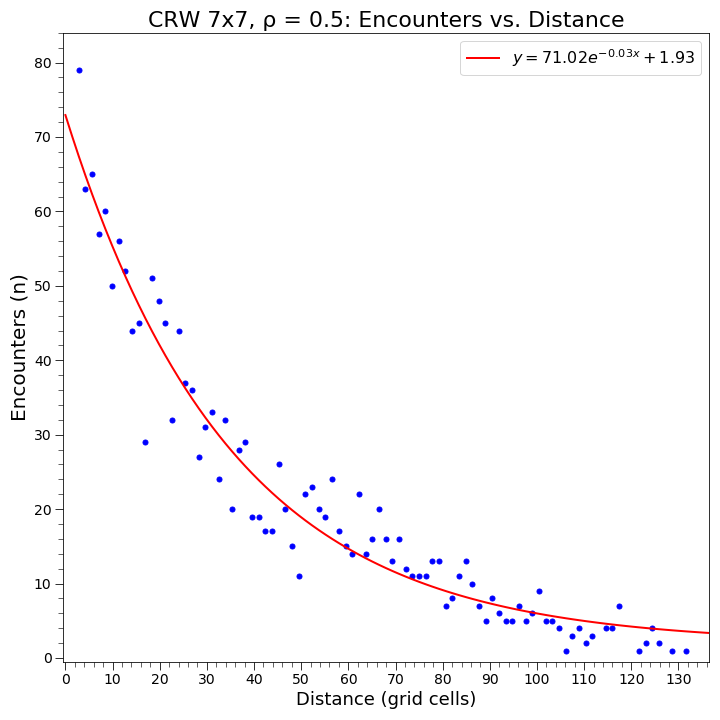 CRW 7x7, ρ = 0.5: Encounters vs. Distance
y = 71.02e^{-0.03x} + 1.93
80
70
60
50
40
30
20
10
0
Encounters (n)
0 10 20 30 40 50 60 70 80 90 100 110 120 130
Distance (grid cells)